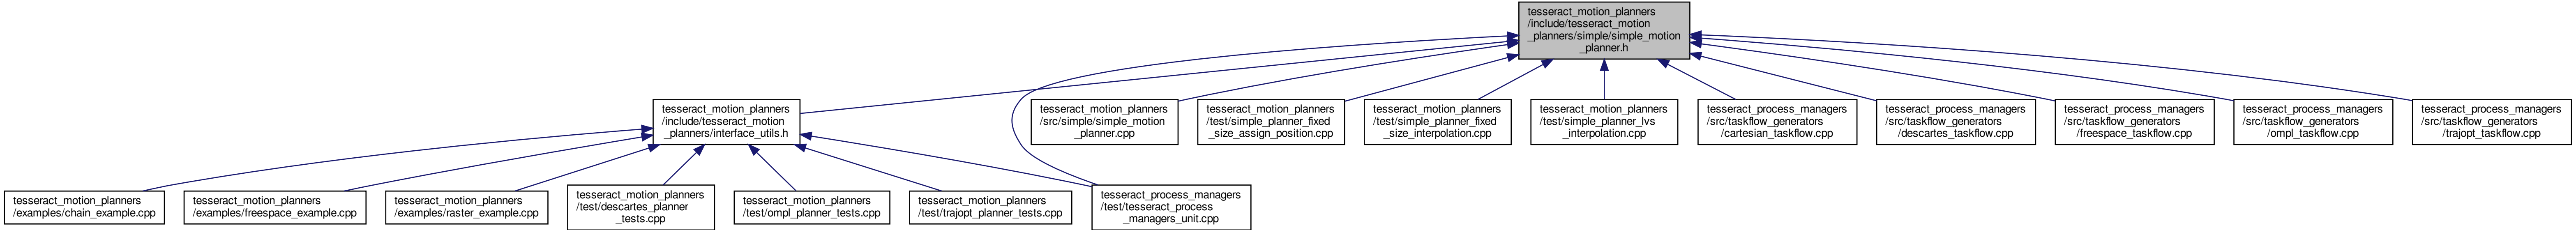 tesseract_motion_planners
/include/tesseract_motion
_planners/simple/simple_motion
_planner.h
tesseract_motion_planners
/include/tesseract_motion
_planners/interface_utils.h
tesseract_motion_planners
/src/simple/simple_motion
_planner.cpp
tesseract_motion_planners
/test/simple_planner_fixed
_size_assign_position.cpp
tesseract_motion_planners
/test/simple_planner_fixed
_size_interpolation.cpp
tesseract_motion_planners
/test/simple_planner_lvs
_interpolation.cpp
tesseract_process_managers
/src/taskflow_generators
/cartesian_taskflow.cpp
tesseract_process_managers
/src/taskflow_generators
/descartes_taskflow.cpp
tesseract_process_managers
/src/taskflow_generators
/freespace_taskflow.cpp
tesseract_process_managers
/src/taskflow_generators
/ompl_taskflow.cpp
tesseract_process_managers
/src/taskflow_generators
/trajopt_taskflow.cpp
tesseract_motion_planners
/examples/chain_example.cpp
tesseract_motion_planners
/examples/freespace_example.cpp
tesseract_motion_planners
/examples/raster_example.cpp
tesseract_motion_planners
/test/descartes_planner
_tests.cpp
tesseract_motion_planners
/test/ompl_planner_tests.cpp
tesseract_motion_planners
/test/trajopt_planner_tests.cpp
tesseract_process_managers
/test/tesseract_process
_managers_unit.cpp